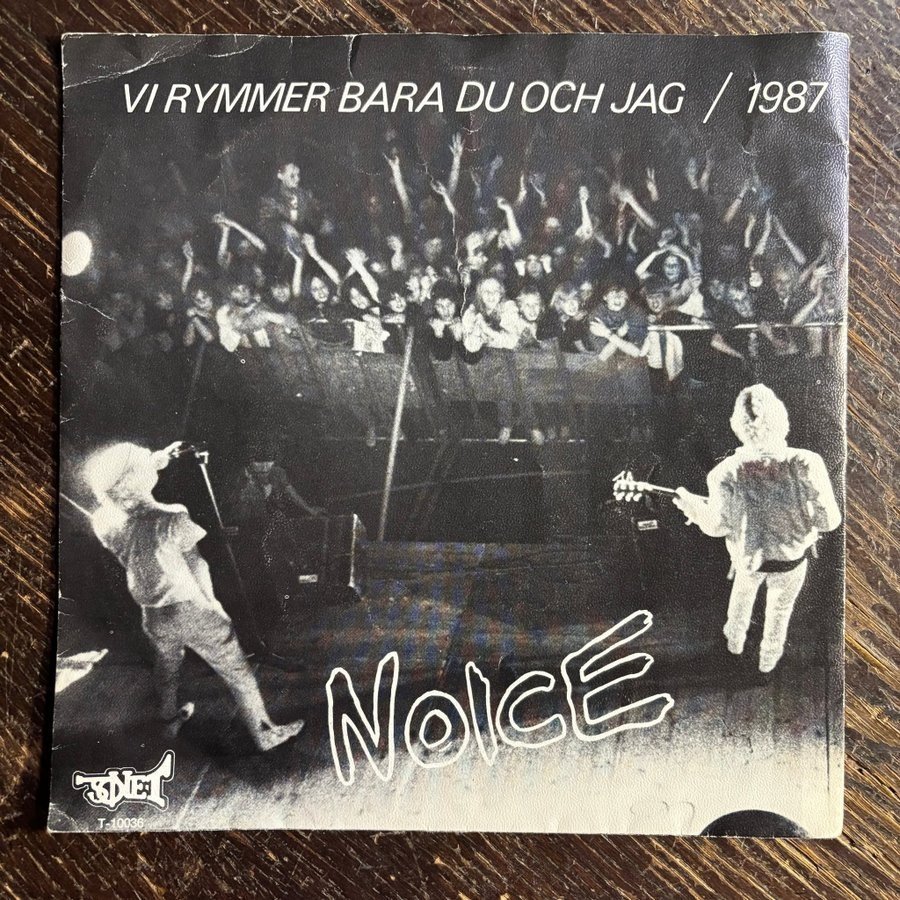 VI RYMMER BARA DU OCH JAG / 1987
NOICE
T-10036